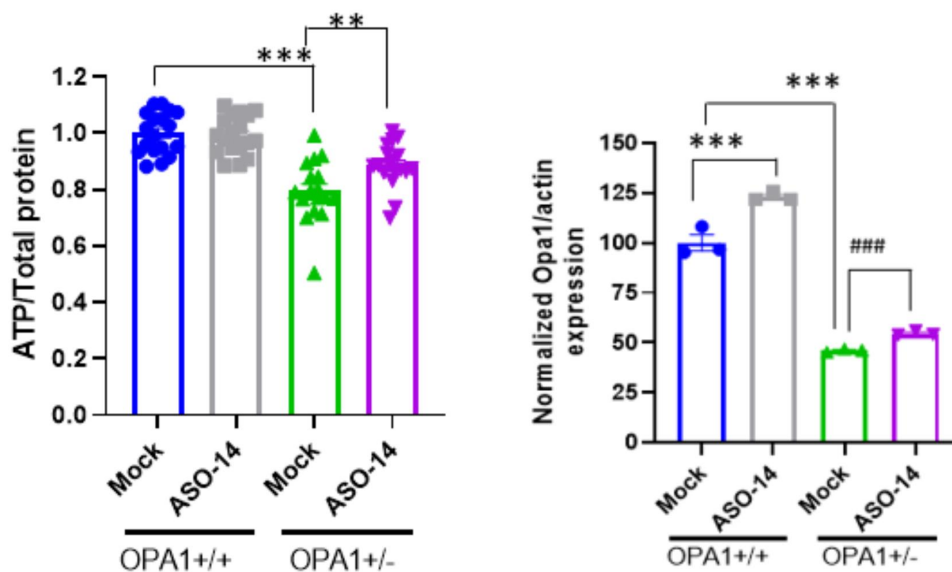 **
***
1.2
1.0
0.8
0.6
0.4
0.2
0.0
ATP/Total protein
Mock
ASO-14
Mock
ASO-14
OPA1+/+
OPA1+/-
***
***
###
150
125
100
75
50
25
0
Normalized Opa1/actin
expression
Mock
ASO-14
Mock
ASO-14
OPA1+/+
OPA1+/-